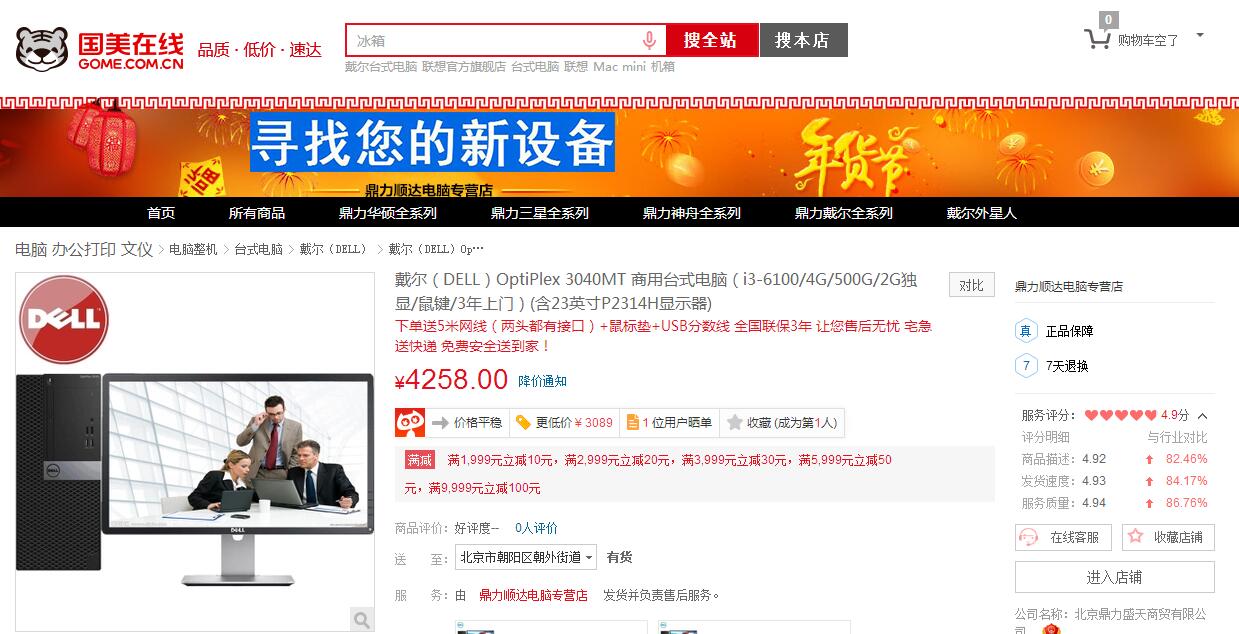 国美在线
GOME.COM.CN
品质 · 低价 · 速达
冰箱
搜全站
搜本店
0
购物车空了
戴尔台式电脑 联想官方旗舰店 台式电脑 联想 Mac mini 机箱
福
寻找您的新设备
鼎力顺达电脑专营店
年货节
首页 所有商品 鼎力华硕全系列 鼎力三星全系列 鼎力神舟全系列 鼎力戴尔全系列 戴尔外星人
电脑 办公打印 文仪 > 电脑整机 > 台式电脑 > 戴尔（DELL） > 戴尔（DELL）Op···
DELL
DELL
戴尔（DELL）OptiPlex 3040MT 商用台式电脑（i3-6100/4G/500G/2G独
显/鼠键/3年上门）(含23英寸P2314H显示器)
对比
下单送5米网线（两头都有接口）+鼠标垫+USB分数线 全国联保3年 让您售后无忧 宅急
送快递 免费安全送到家！
¥4258.00 降价通知
价格平稳 更低价 ¥ 3089 1 位用户晒单 收藏 (成为第1人)
满减 满1,999元立减10元，满2,999元立减20元，满3,999元立减30元，满5,999元立减50
元，满9,999元立减100元
商品评价： 好评度-- 0人评价
送 至： 北京市朝阳区朝外街道 有货
服 务： 由 鼎力顺达电脑专营店 发货并负责售后服务。
鼎力顺达电脑专营店
真 正品保障
7 7天退换
服务评分： 4.9分
评分明细 与行业对比
商品描述： 4.92 82.46%
发货速度： 4.93 84.17%
服务质量： 4.94 86.76%
在线客服 收藏店铺
进入店铺
公司名称： 北京鼎力盛天商贸有限公
司